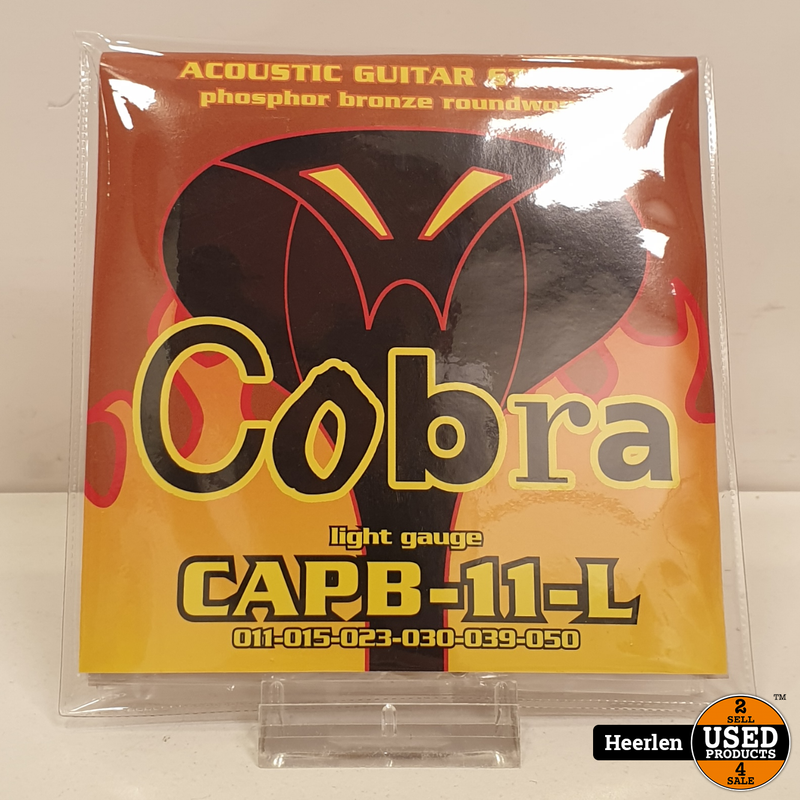 ACOUSTIC GUITAR
phosphor bronze
Cobra
light gauge
CAPB-11-L
011-015-023-030-039-050
Heerlen
2
SELL
USED
PRODUCTS
4
SALE
TM